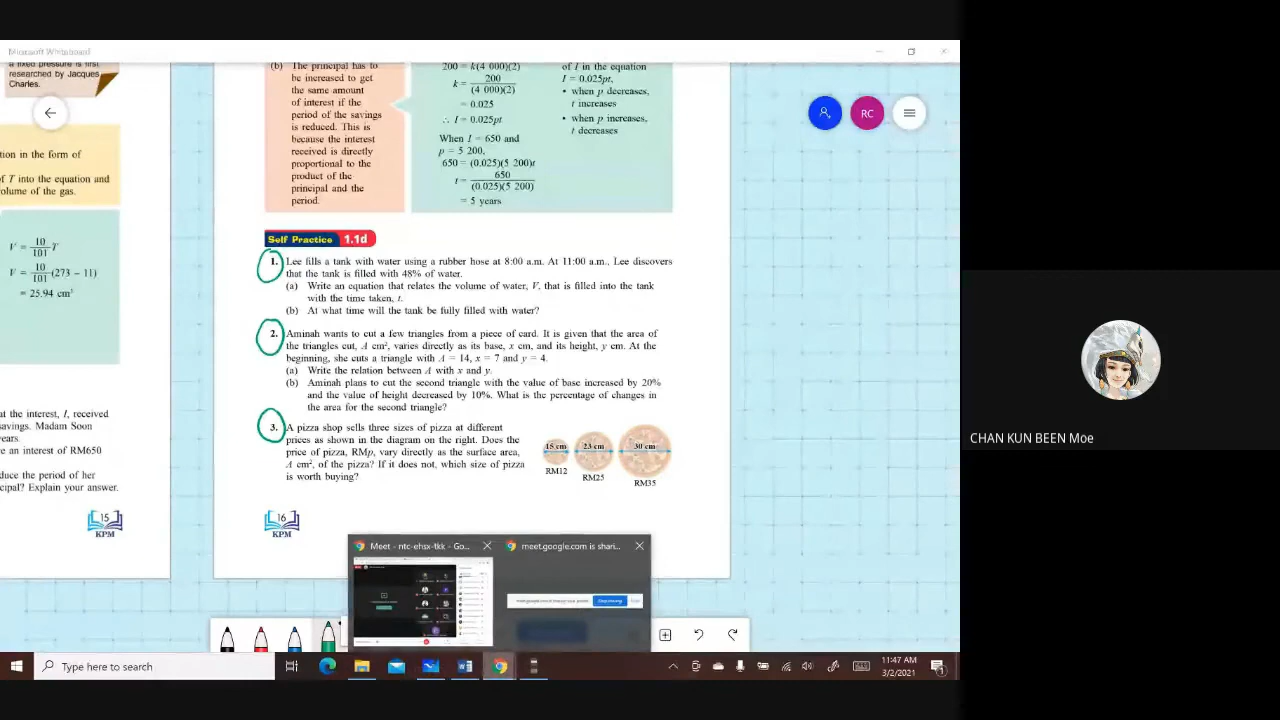 Microsoft Whiteboard
a fixed pressure is first
researched by Jacques
Charles.
tion in the form of
of T into the equation and
volume of the gas.
V = 10/101 T
V = 10/101 (273 − 11)
= 25.94 cm³
at the interest, I, received
savings. Madam Soon
years.
e an interest of RM650
duce the period of her
cipal? Explain your answer.
15
KPM
(b) The principal has to
be increased to get
the same amount
of interest if the
period of the savings
is reduced. This is
because the interest
received is directly
proportional to the
product of the
principal and the
period.
200 = k(4 000)(2)
k = 200/(4 000)(2)
= 0.025
∴ I = 0.025pt
When I = 650 and
p = 5 200,
650 = (0.025)(5 200)t
t = 650/(0.025)(5 200)
= 5 years
of I in the equation
I = 0.025pt,
• when p decreases,
t increases
• when p increases,
t decreases
Self Practice 1.1d
1. Lee fills a tank with water using a rubber hose at 8:00 a.m. At 11:00 a.m., Lee discovers
that the tank is filled with 48% of water.
(a) Write an equation that relates the volume of water, V, that is filled into the tank
with the time taken, t.
(b) At what time will the tank be fully filled with water?
2. Aminah wants to cut a few triangles from a piece of card. It is given that the area of
the triangles cut, A cm², varies directly as its base, x cm, and its height, y cm. At the
beginning, she cuts a triangle with A = 14, x = 7 and y = 4.
(a) Write the relation between A with x and y.
(b) Aminah plans to cut the second triangle with the value of base increased by 20%
and the value of height decreased by 10%. What is the percentage of changes in
the area for the second triangle?
3. A pizza shop sells three sizes of pizza at different
prices as shown in the diagram on the right. Does the
price of pizza, RMp, vary directly as the surface area,
A cm², of the pizza? If it does not, which size of pizza
is worth buying?
15 cm 23 cm 30 cm
RM12 RM25 RM35
16
KPM
RC
CHAN KUN BEEN Moe
Meet - ntc-ehsx-tkk - Go...
meet.google.com is shari...
Type here to search
11:47 AM
3/2/2021
1